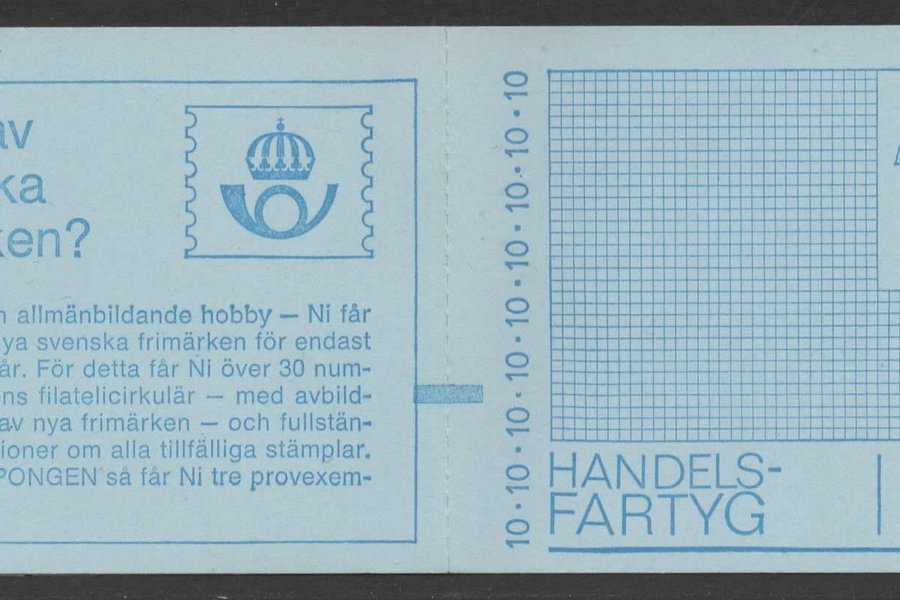 av
ka
ken?
allmänbildande hobby — Ni får
nya svenska frimärken för endast
år. För detta får Ni över 30 num-
ns filatelicirkulär — med avbild-
av nya frimärken — och fullstän-
ioner om alla tillfälliga stämplar.
PONGEN så får Ni tre provexem-
10·10·10·10·10·10·10·10·10
HANDELS-
FARTYG